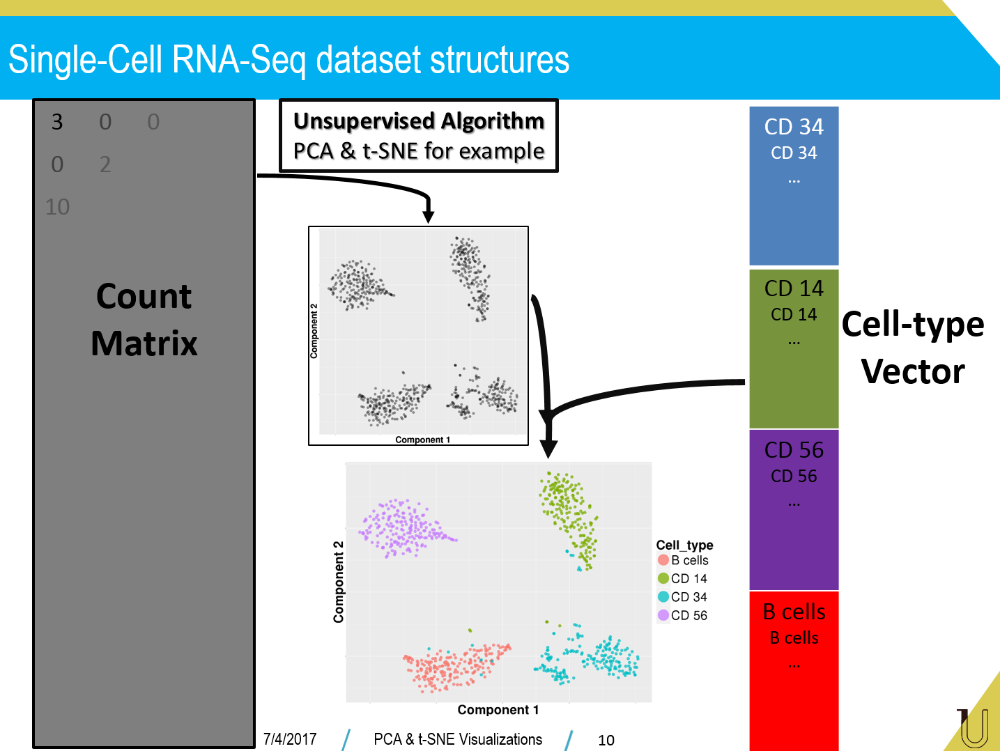 Single-Cell RNA-Seq dataset structures
3 0 0
0 2
10
Count
Matrix
Unsupervised Algorithm
PCA & t-SNE for example
Component 2
Component 1
Component 2
Component 1
Cell_type
B cells
CD 14
CD 34
CD 56
CD 34
CD 34
...
CD 14
CD 14
...
CD 56
CD 56
...
B cells
B cells
...
Cell-type
Vector
7/4/2017
PCA & t-SNE Visualizations
10
U